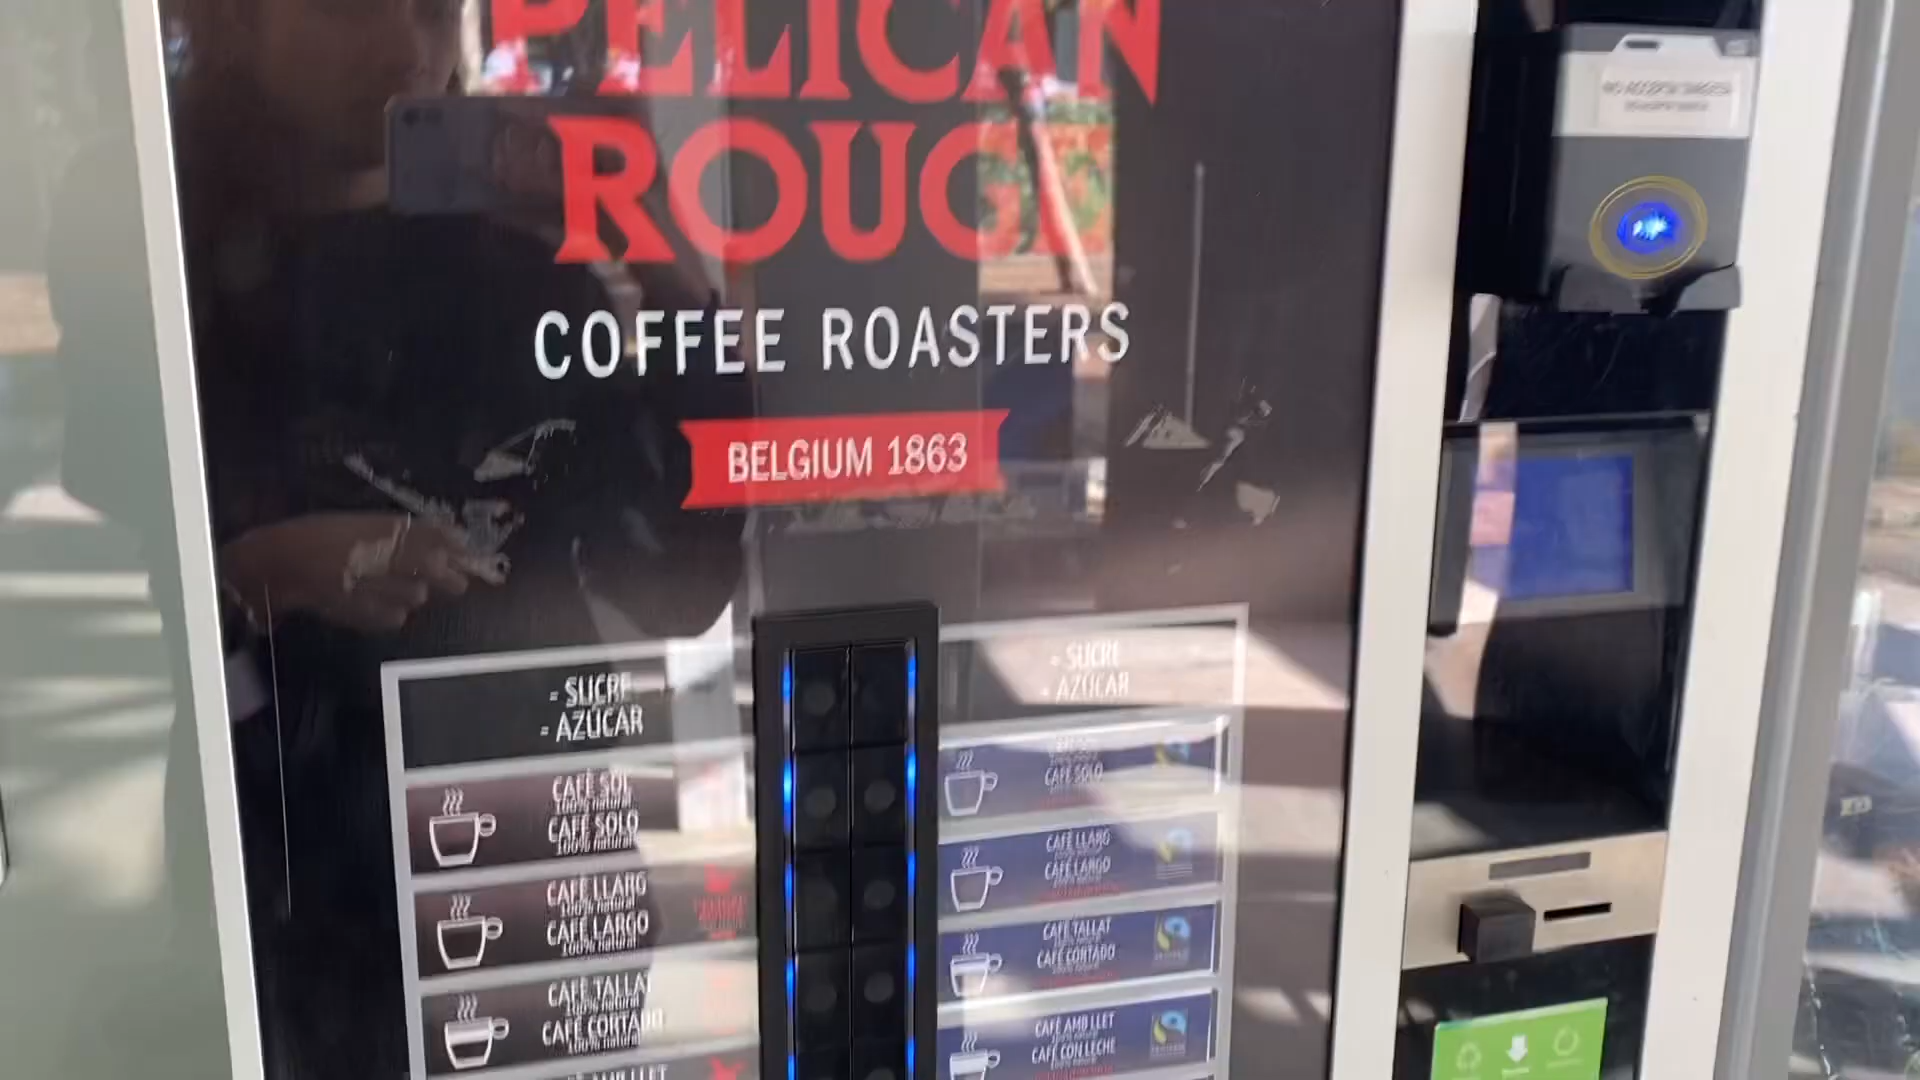 PELICAN
ROUGE
COFFEE ROASTERS
BELGIUM 1863
- SUCRE
- AZÚCAR
CAFÈ SOL
100% natural
CAFÉ SOLO
100% natural
CAFÈ LLARG
100% natural
CAFÉ LARGO
100% natural
CAFÈ TALLAT
100% natural
CAFÉ CORTADO
100% natural
- SUCRE
- AZÚCAR
CAFÉ SOLO
CAFÈ LLARG
CAFÉ LARGO
CAFÈ TALLAT
CAFÉ CORTADO
CAFÈ AMB LLET
CAFÉ CON LECHE